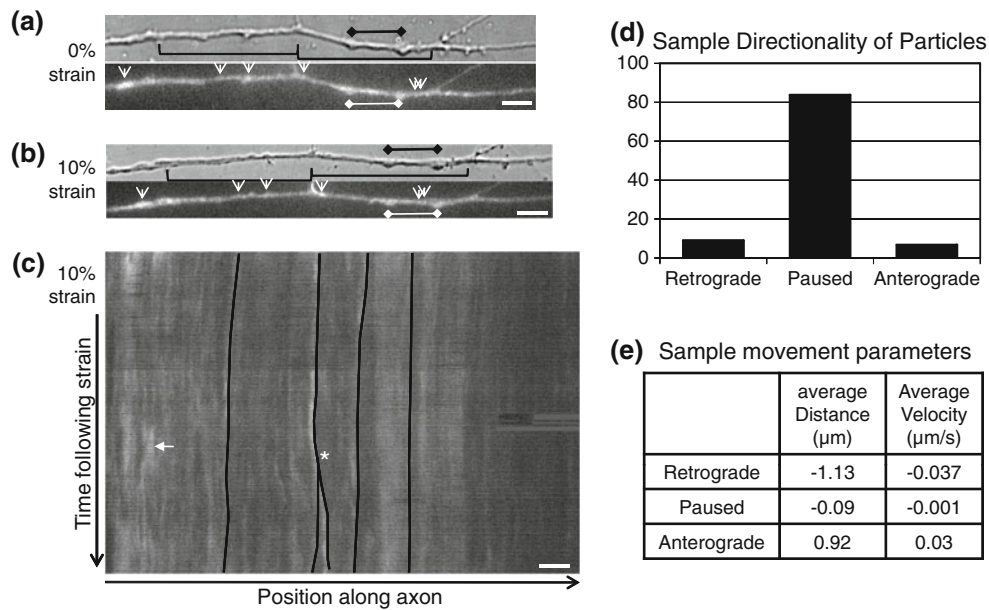 (a)
0%
strain
(b)
10%
strain
(c)
10%
strain
Time following strain
*
Position along axon
(d) Sample Directionality of Particles
100
80
60
40
20
0
Retrograde Paused Anterograde
(e) Sample movement parameters
average Distance (µm) Average Velocity (µm/s)
Retrograde -1.13 -0.037
Paused -0.09 -0.001
Anterograde 0.92 0.03